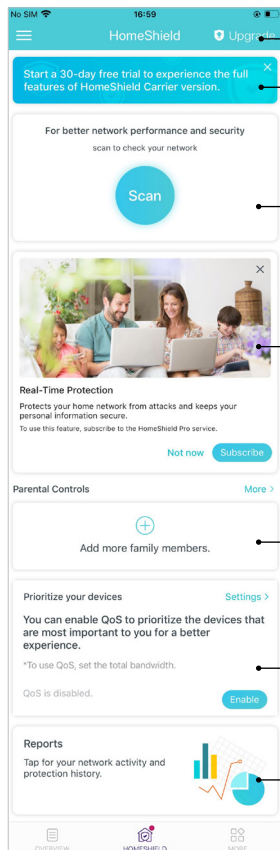 No SIM 16:59
HomeShield Upgrade
Start a 30-day free trial to experience the full
features of HomeShield Carrier version.
For better network performance and security
scan to check your network
Scan
Real-Time Protection
Protects your home network from attacks and keeps your
personal information secure.
To use this feature, subscribe to the HomeShield Pro service.
Not now Subscribe
Parental Controls More >
Add more family members.
Prioritize your devices Settings >
You can enable QoS to prioritize the devices that
are most important to you for a better
experience.
*To use QoS, set the total bandwidth.
QoS is disabled. Enable
Reports
Tap for your network activity and
protection history.
OVERVIEW HOMESHIELD MORE